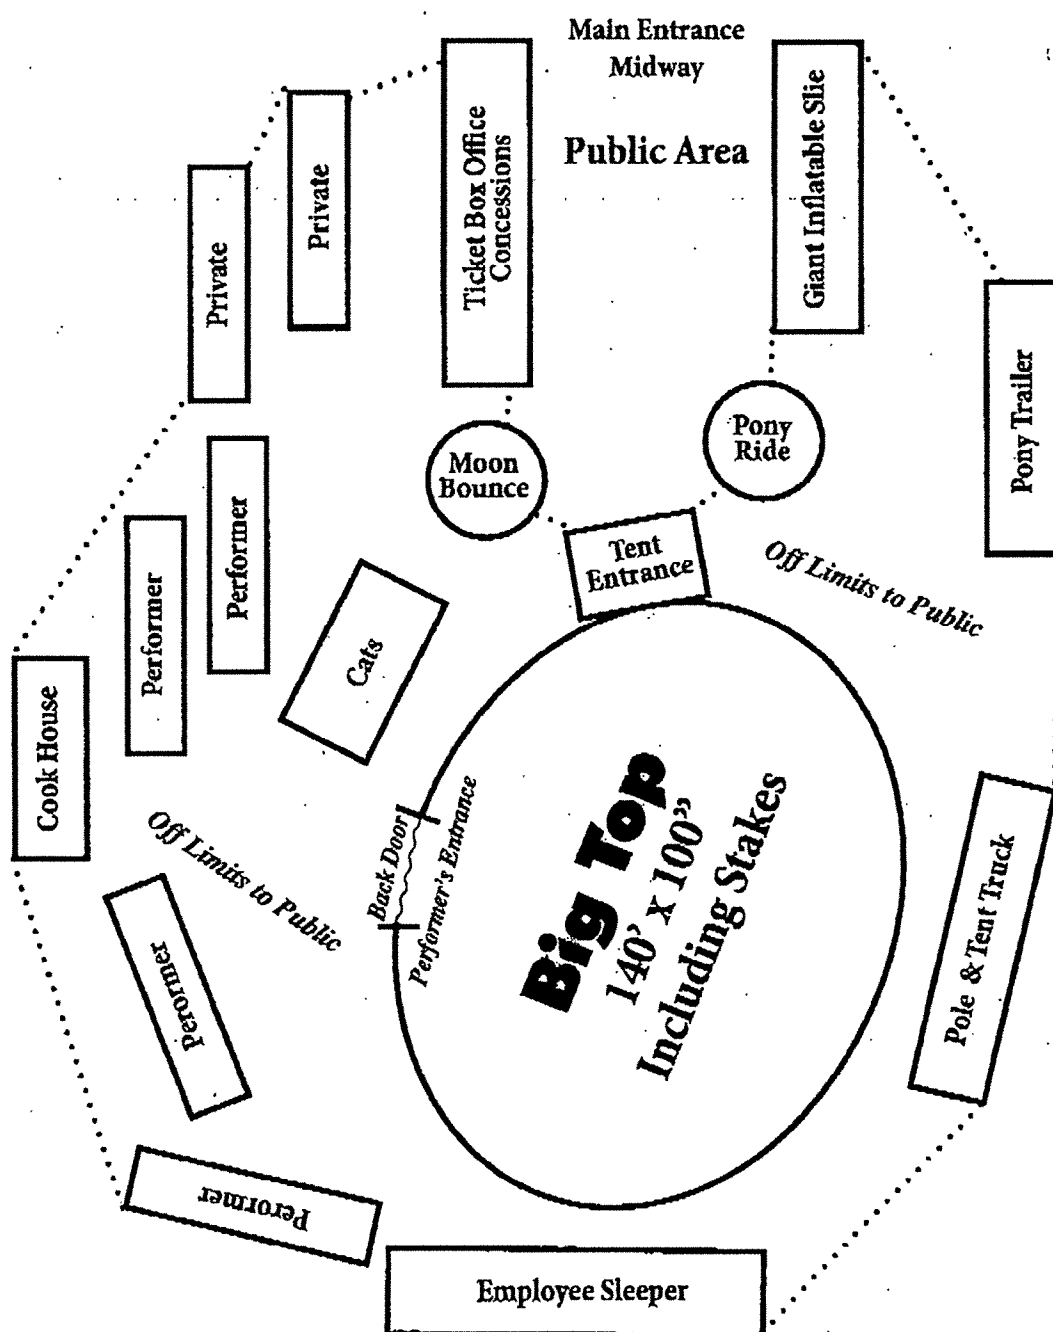 Main Entrance
Midway
Public Area
Ticket Box Office
Concessions
Giant Inflatable Slie
Private
Private
Pony Trailer
Moon
Bounce
Pony
Ride
Tent
Entrance
Off Limits to Public
Performer
Performer
Cats
Cook House
Off Limits to Public
Back Door
Performer's Entrance
Big Top
140' x 100"
Including Stakes
Pole & Tent Truck
Perormer
Perormer
Employee Sleeper